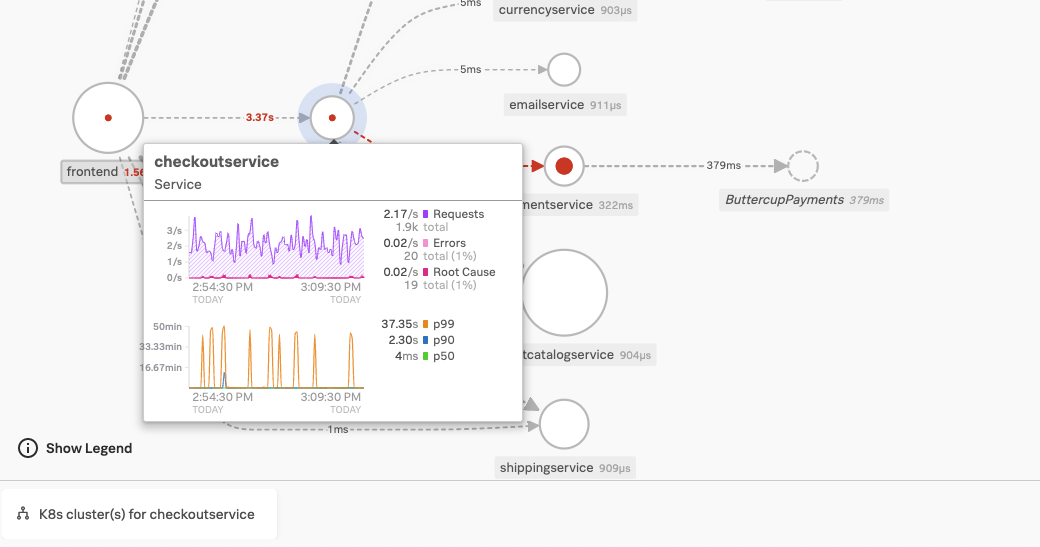 5ms
currencyservice 903µs
5ms
emailservice 911µs
3.37s
frontend 1.56
379ms
mentservice 322ms
ButtercupPayments 379ms
checkoutservice
Service
3/s
2/s
1/s
0/s
2:54:30 PM 3:09:30 PM
TODAY TODAY
2.17/s Requests
1.9k total
0.02/s Errors
20 total (1%)
0.02/s Root Cause
19 total (1%)
50min
33.33min
16.67min
2:54:30 PM 3:09:30 PM
TODAY TODAY
37.35s p99
2.30s p90
4ms p50
tcatalogservice 904µs
1ms
shippingservice 909µs
Show Legend
K8s cluster(s) for checkoutservice